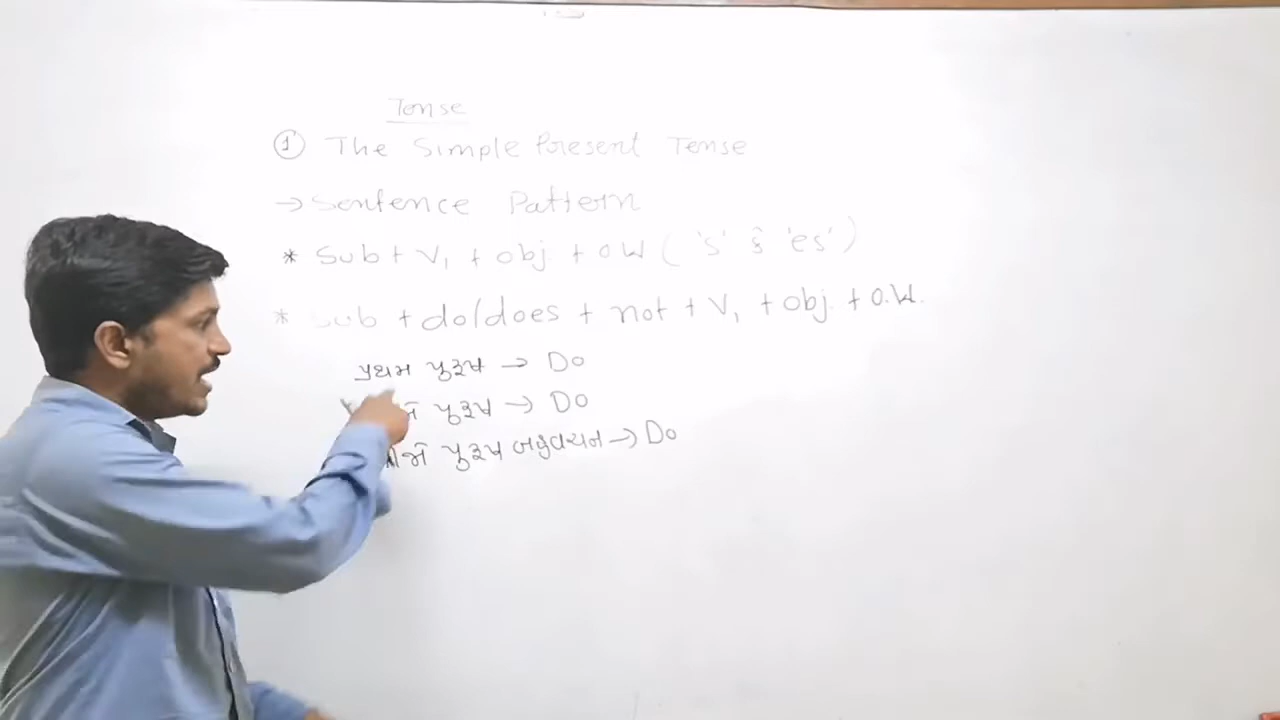 Tense
① The Simple Present Tense
→ Sentence Pattern
* Sub + V₁ + obj. + O.W ( 's' & 'es' )
* Sub + do/does + not + V₁ + obj. + O.W.
પ્રથમ પુરૂષ → Do
પુરૂષ → Do
પુરૂષ બહુવચન → Do